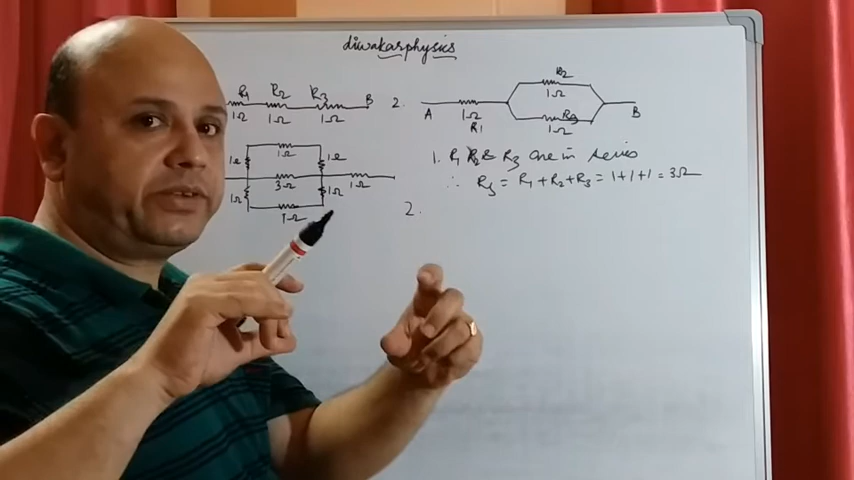 diwakarphysics
R1 R2 R3 B
1Ω 1Ω 1Ω
2. A 1Ω R1 R2 1Ω R3 1Ω B
1Ω 1Ω 1Ω
3Ω 1Ω
1Ω 1Ω 1Ω
1. R1 R2 & R3 are in series
∴ Rs = R1 + R2 + R3 = 1+1+1 = 3Ω
2.